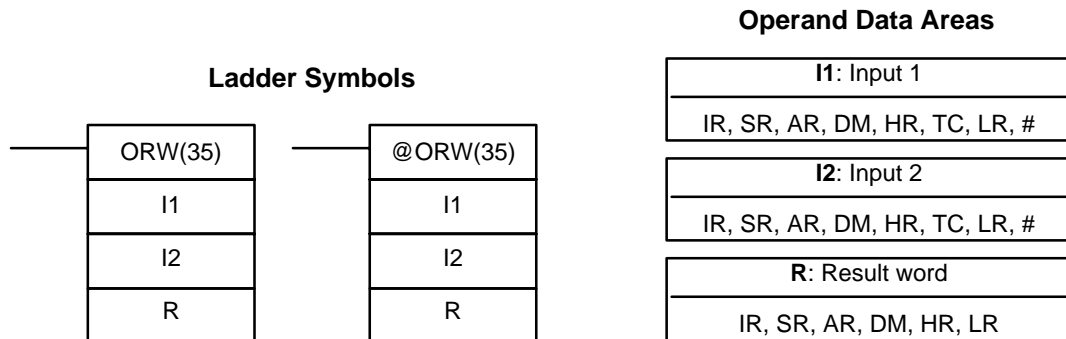 Ladder Symbols
ORW(35)
I1
I2
R
@ORW(35)
I1
I2
R
Operand Data Areas
I1: Input 1
IR, SR, AR, DM, HR, TC, LR, #
I2: Input 2
IR, SR, AR, DM, HR, TC, LR, #
R: Result word
IR, SR, AR, DM, HR, LR